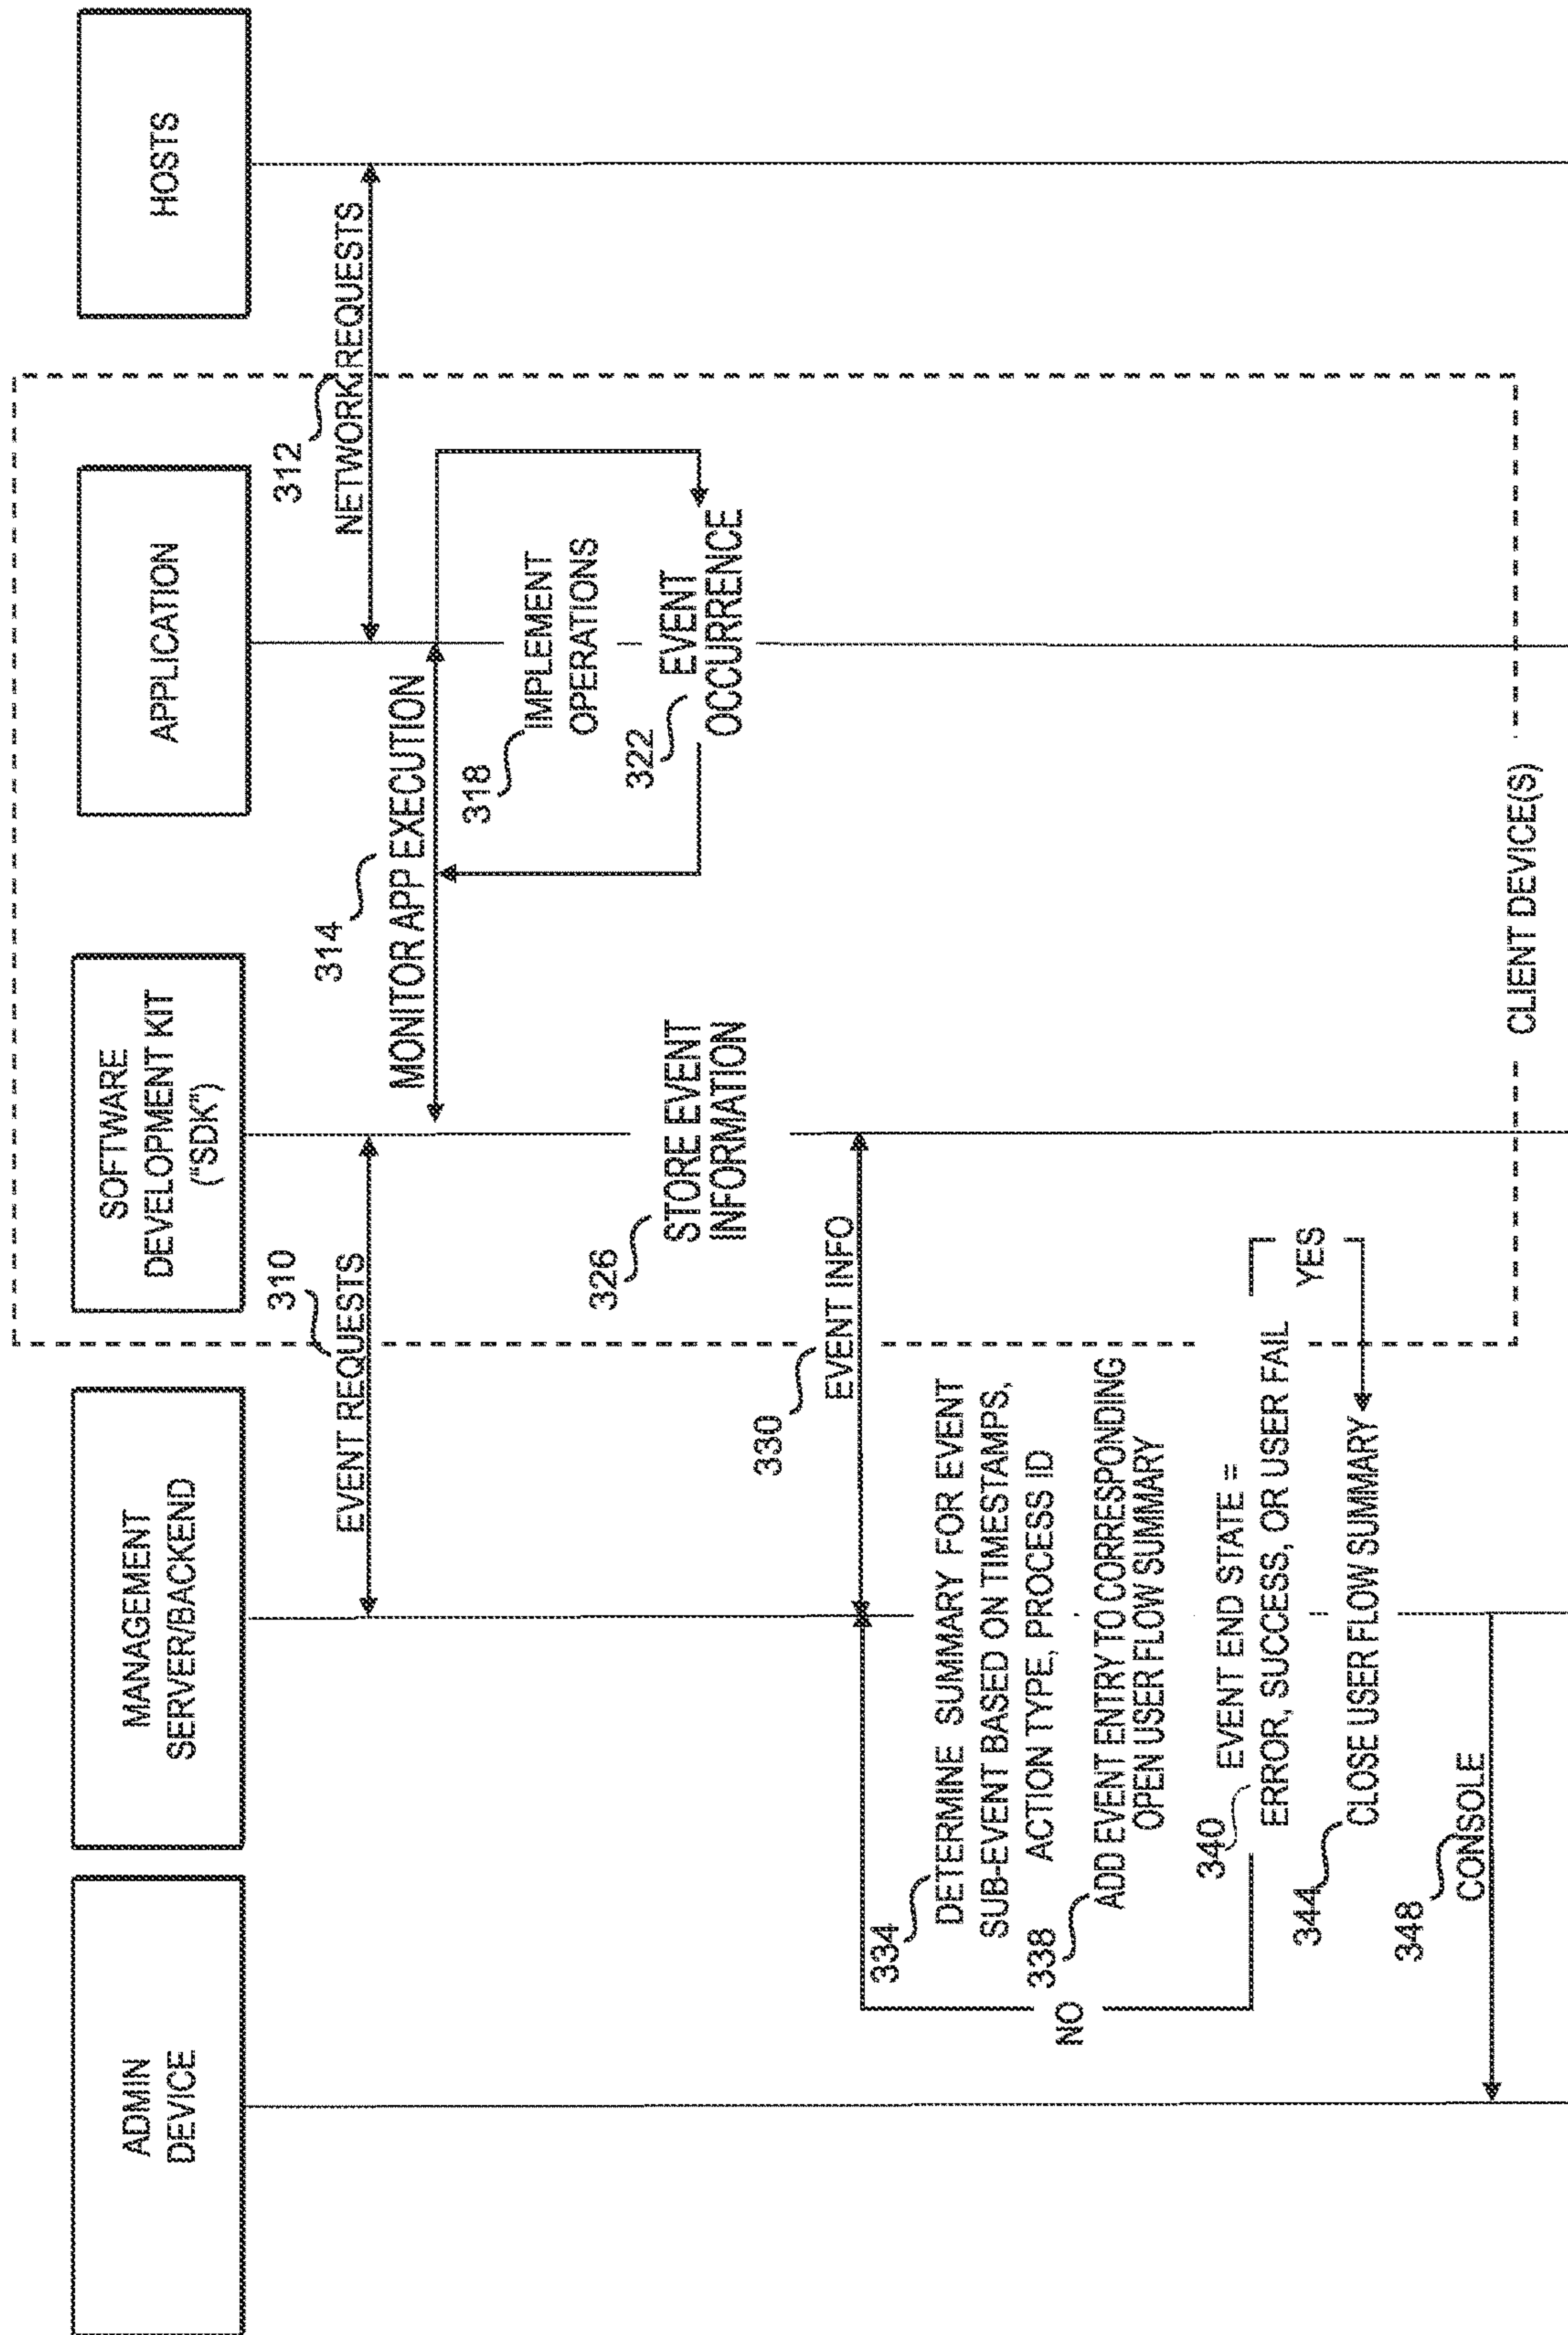 ADMIN
DEVICE
MANAGEMENT
SERVER/BACKEND
SOFTWARE
DEVELOPMENT KIT
("SDK")
APPLICATION
HOSTS
310
EVENT REQUESTS
312
NETWORK REQUESTS
314
MONITOR APP EXECUTION
318
IMPLEMENT
OPERATIONS
322
EVENT
OCCURRENCE
326
STORE EVENT
INFORMATION
330
EVENT INFO
334
DETERMINE SUMMARY FOR EVENT
SUB-EVENT BASED ON TIMESTAMPS,
ACTION TYPE, PROCESS ID
338
ADD EVENT ENTRY TO CORRESPONDING
OPEN USER FLOW SUMMARY
NO
340
EVENT END STATE =
ERROR, SUCCESS, OR USER FAIL
YES
344
CLOSE USER FLOW SUMMARY
348
CONSOLE
CLIENT DEVICE(S)